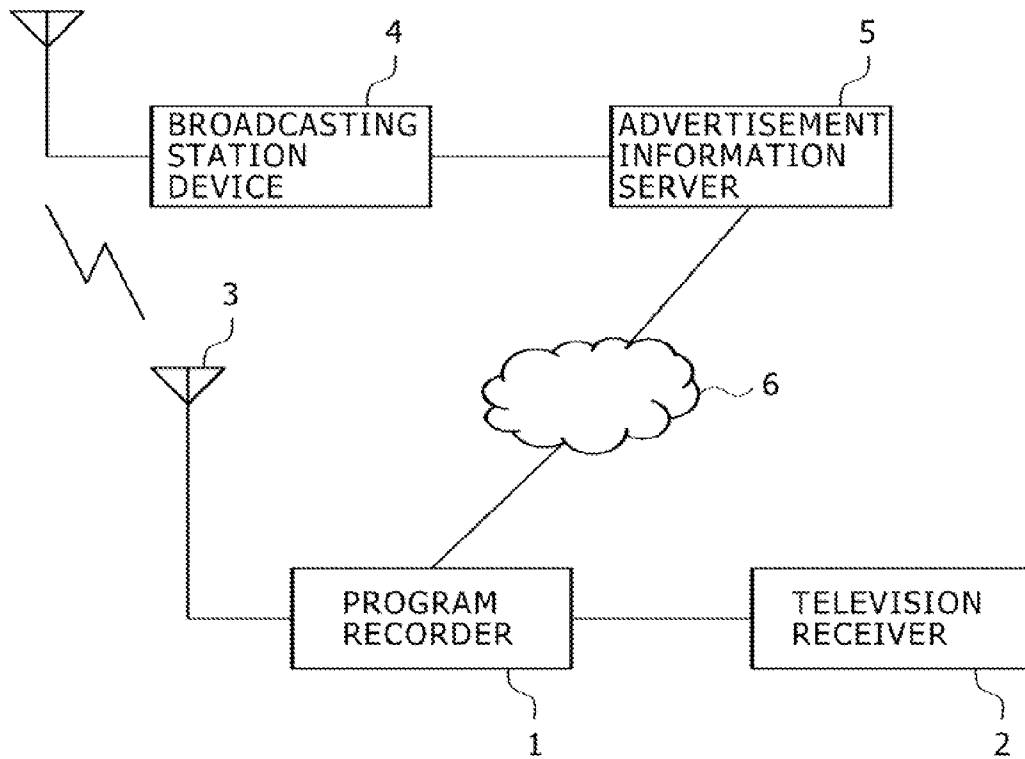 4
5
BROADCASTING
STATION
DEVICE
ADVERTISEMENT
INFORMATION
SERVER
3
6
PROGRAM
RECORDER
TELEVISION
RECEIVER
1
2